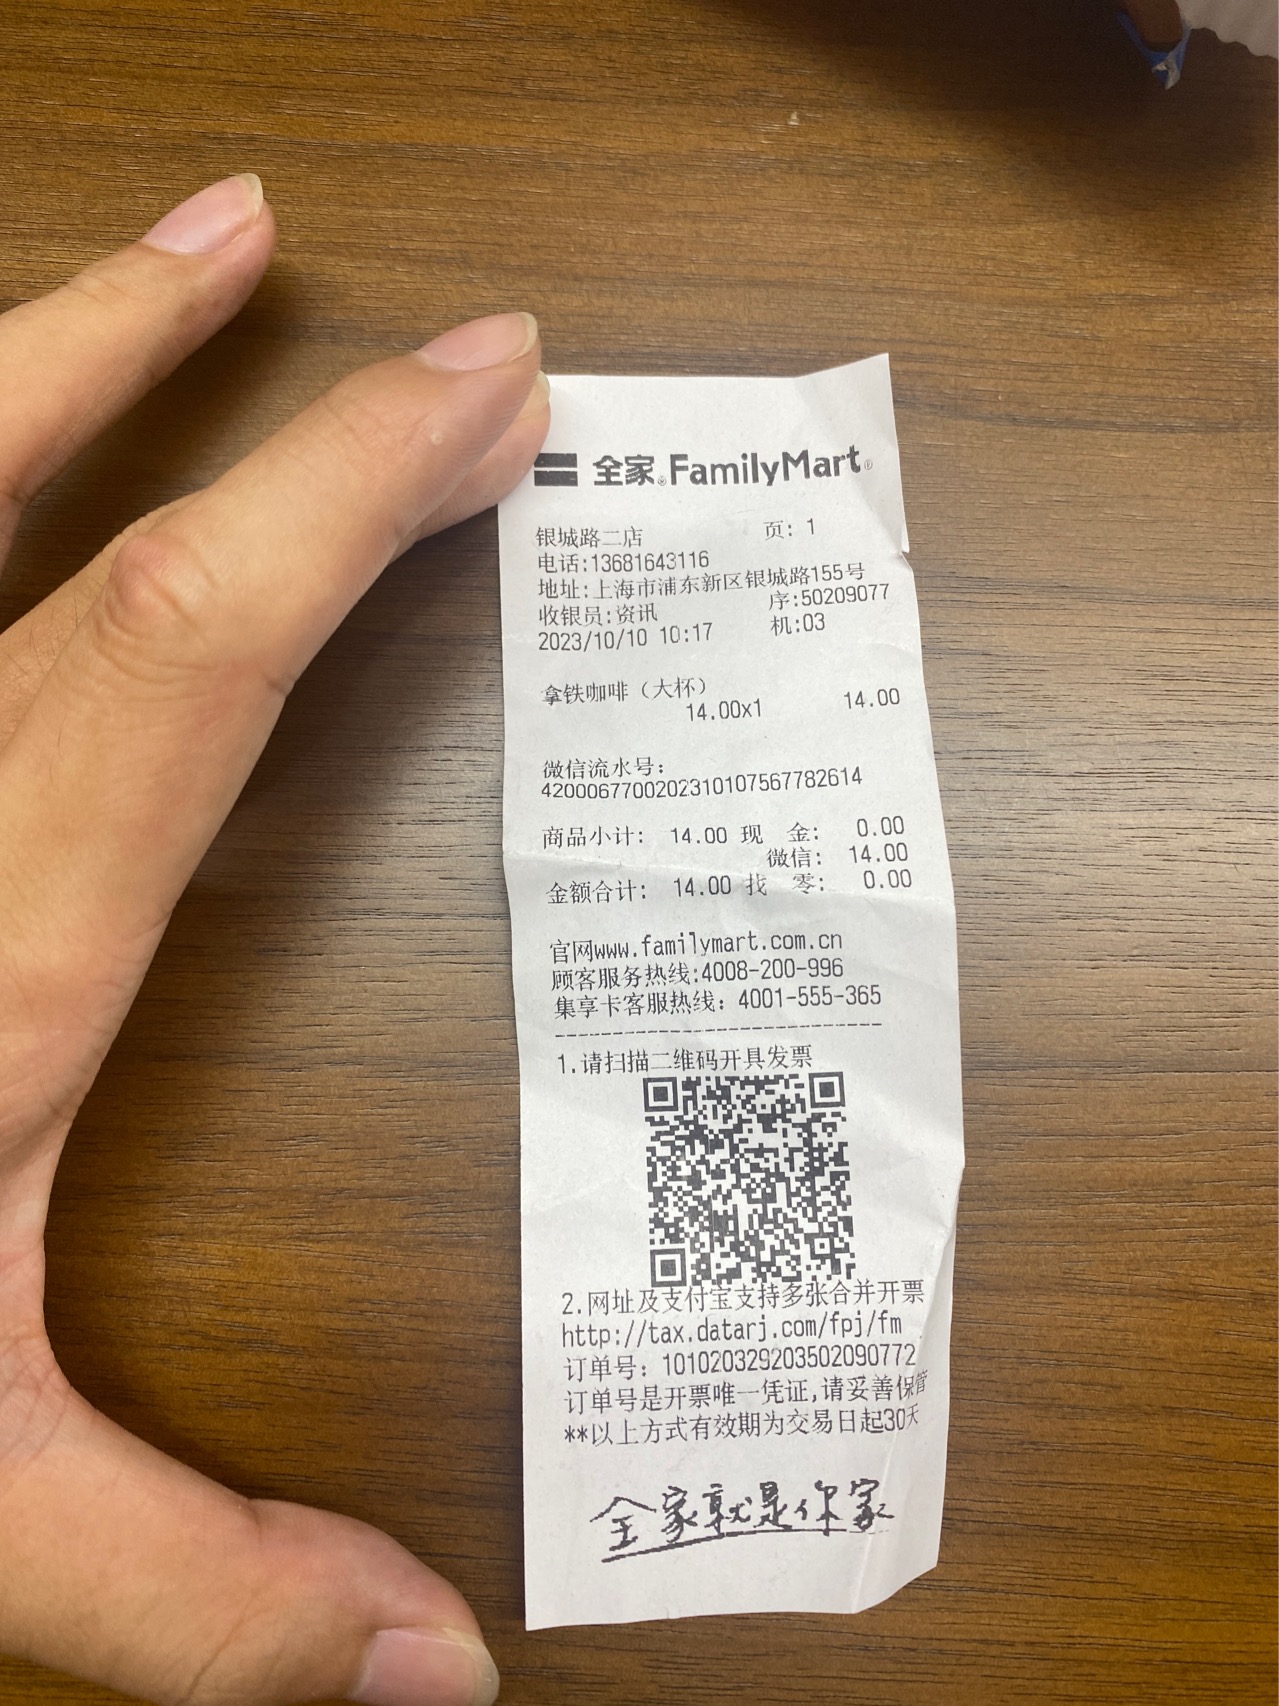 全家® FamilyMart®
银城路二店 页: 1
电话:13681643116
地址:上海市浦东新区银城路155号
收银员:资讯 序:50209077
2023/10/10 10:17 机:03
拿铁咖啡（大杯）
14.00x1 14.00
微信流水号:
4200067700202310107567782614
商品小计: 14.00 现 金: 0.00
微信: 14.00
金额合计: 14.00 找 零: 0.00
官网www.familymart.com.cn
顾客服务热线:4008-200-996
集享卡客服热线: 4001-555-365
1.请扫描二维码开具发票
2.网址及支付宝支持多张合并开票
http://tax.datarj.com/fpj/fm
订单号: 101020329203502090772
订单号是开票唯一凭证,请妥善保管
**以上方式有效期为交易日起30天
全家就是你家